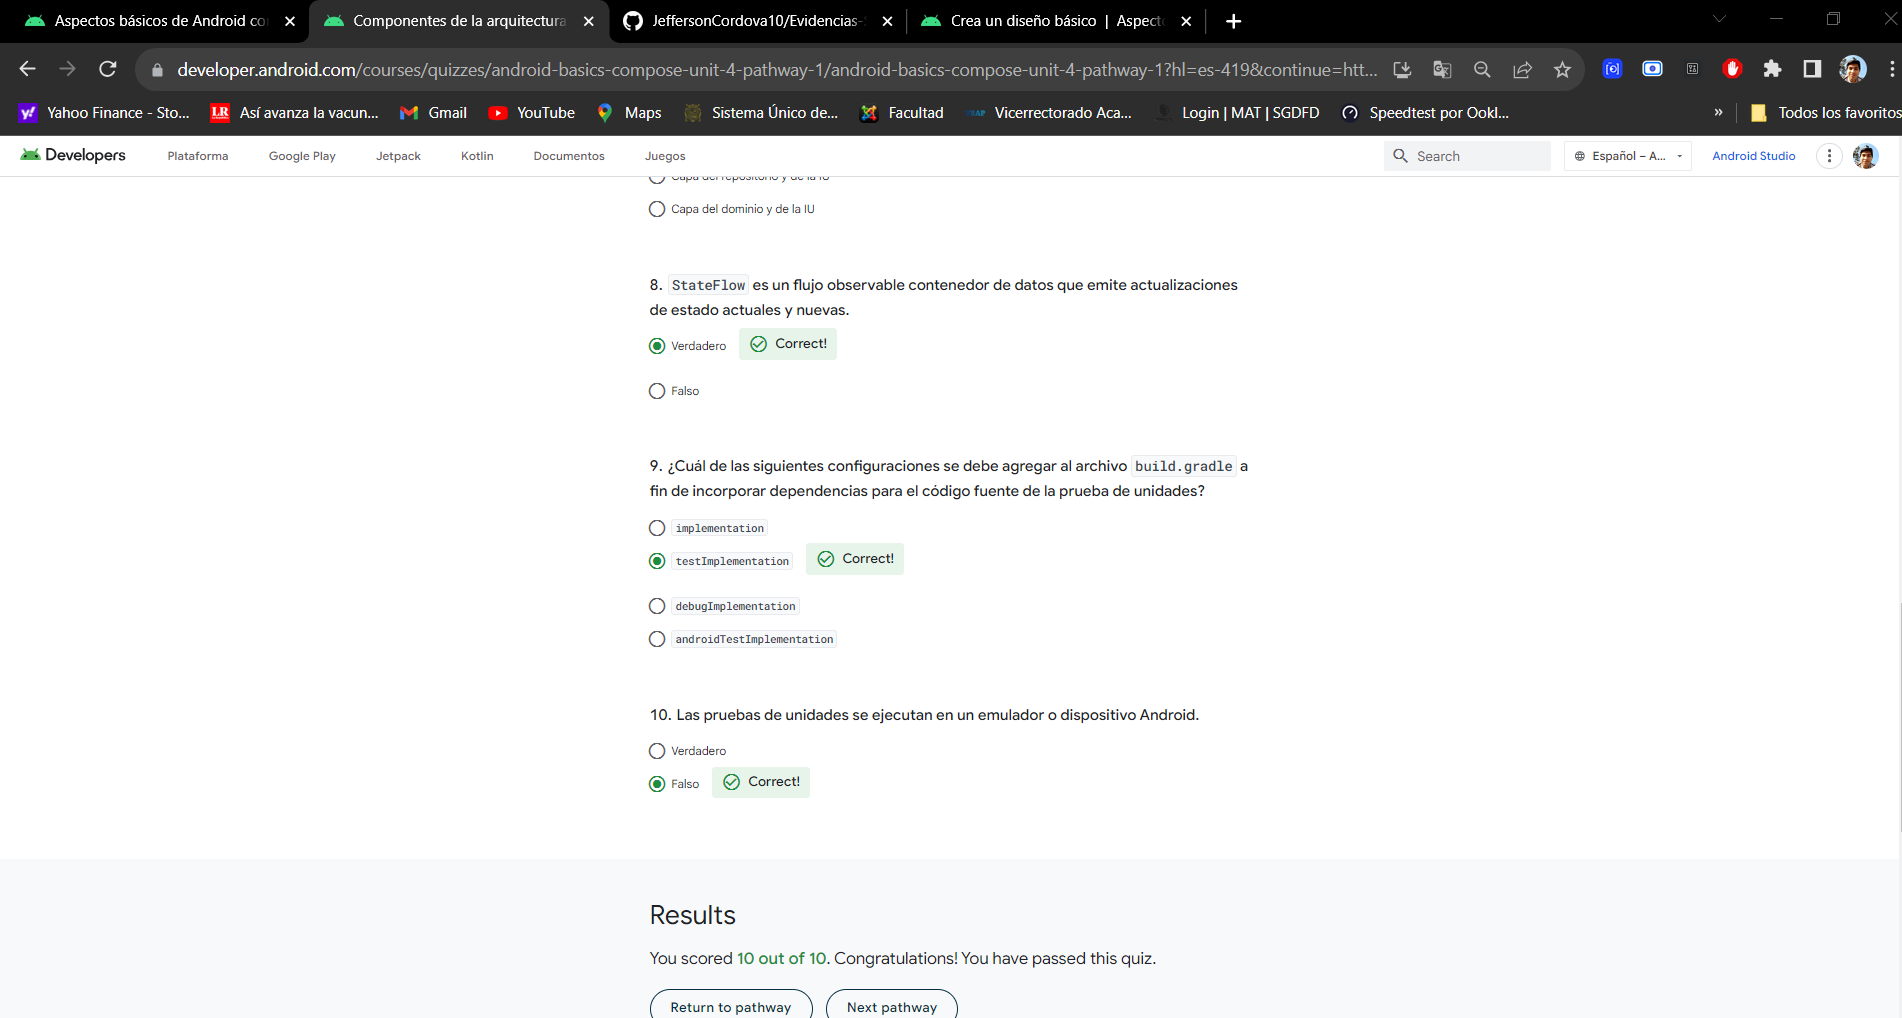 Aspectos básicos de Android co
Componentes de la arquitectura
JeffersonCordova10/Evidencias-
Crea un diseño básico | Aspect
developer.android.com/courses/quizzes/android-basics-compose-unit-4-pathway-1/android-basics-compose-unit-4-pathway-1?hl=es-419&continue=htt...
Yahoo Finance - Sto...
Así avanza la vacun...
Gmail
YouTube
Maps
Sistema Único de...
Facultad
Vicerrectorado Aca...
Login | MAT | SGDFD
Speedtest por Ookl...
»
Todos los favoritos
Developers
Plataforma
Google Play
Jetpack
Kotlin
Documentos
Juegos
Search
Español – A...
Android Studio
Capa del repositorio y de la IU
Capa del dominio y de la IU
8. StateFlow es un flujo observable contenedor de datos que emite actualizaciones
de estado actuales y nuevas.
Verdadero
Correct!
Falso
9. ¿Cuál de las siguientes configuraciones se debe agregar al archivo build.gradle a
fin de incorporar dependencias para el código fuente de la prueba de unidades?
implementation
testImplementation
Correct!
debugImplementation
androidTestImplementation
10. Las pruebas de unidades se ejecutan en un emulador o dispositivo Android.
Verdadero
Falso
Correct!
Results
You scored 10 out of 10. Congratulations! You have passed this quiz.
Return to pathway
Next pathway